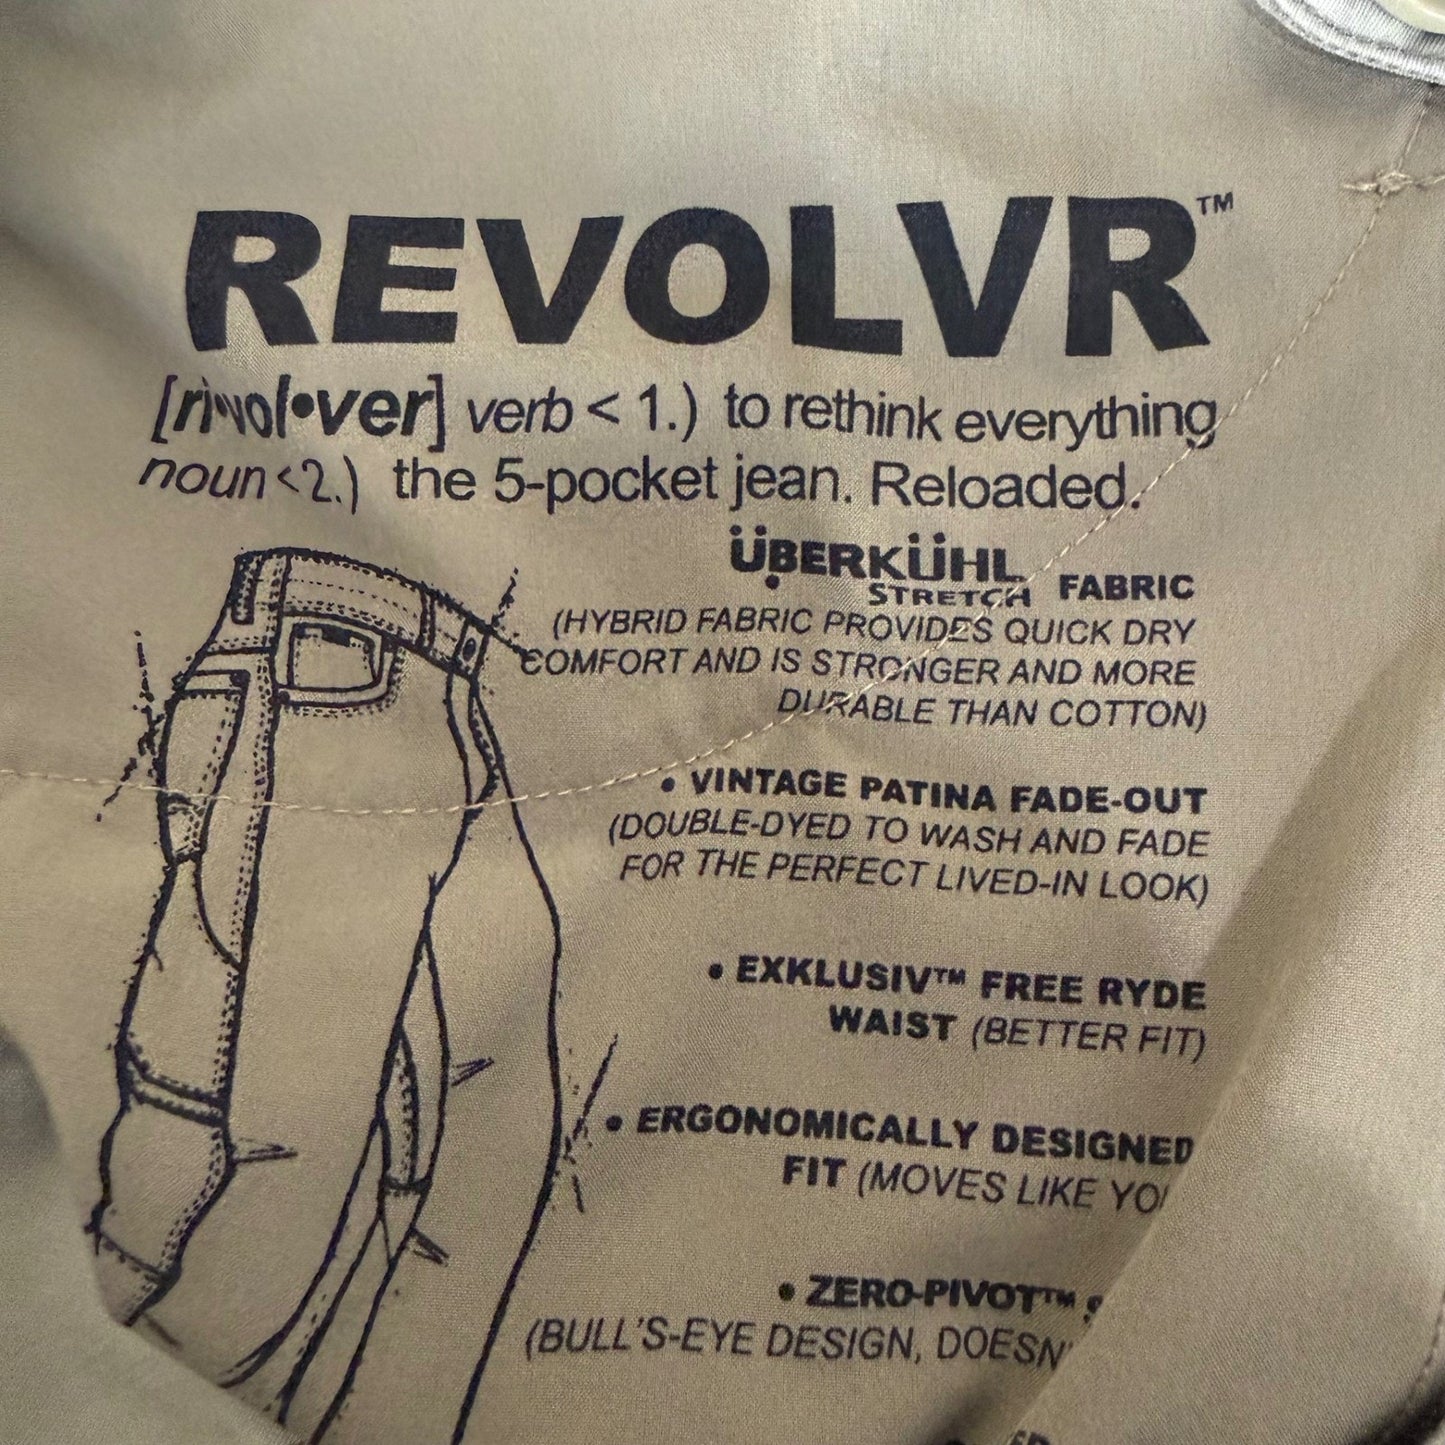 REVOLVR™
[ri•vol•ver] verb < 1.) to rethink everything
noun <2.) the 5-pocket jean. Reloaded.
ÜBERKÜHL
STRETCH FABRIC
(HYBRID FABRIC PROVIDES QUICK DRY
COMFORT AND IS STRONGER AND MORE
DURABLE THAN COTTON)
• VINTAGE PATINA FADE-OUT
(DOUBLE-DYED TO WASH AND FADE
FOR THE PERFECT LIVED-IN LOOK)
• EXKLUSIV™ FREE RYDE
WAIST (BETTER FIT)
• ERGONOMICALLY DESIGNED
FIT (MOVES LIKE
• ZERO-PIVOT™
(BULL'S-EYE DESIGN,